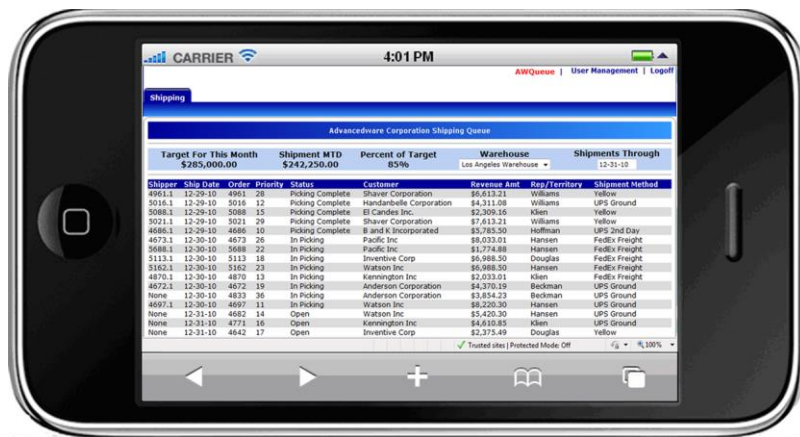 CARRIER 4:01 PM
AWQueue | User Management | Logoff
Shipping
Advancedware Corporation Shipping Queue
Target For This Month Shipment MTD Percent of Target Warehouse Shipments Through
$285,000.00 $242,250.00 85% Los Angeles Warehouse 12-31-10
Shipper Ship Date Order Priority Status Customer Revenue Amt Rep/Territory Shipment Method
4961.1 12-29-10 4961 28 Picking Complete Shaver Corporation $6,613.21 Williams Yellow
5016.1 12-29-10 5016 12 Picking Complete Handanbelle Corporation $4,311.08 Williams UPS Ground
5088.1 12-29-10 5088 15 Picking Complete El Candes Inc. $2,309.16 Klien Yellow
5021.1 12-29-10 5021 29 Picking Complete Shaver Corporation $7,613.21 Williams Yellow
4686.1 12-29-10 4686 10 Picking Complete B and K Incorporated $5,785.50 Hoffman UPS 2nd Day
4673.1 12-30-10 4673 26 In Picking Pacific Inc $8,033.01 Hansen FedEx Freight
5688.1 12-30-10 5688 22 In Picking Pacific Inc $1,774.88 Hansen FedEx Freight
5113.1 12-30-10 5113 18 In Picking Inventive Corp $6,988.50 Douglas FedEx Freight
5162.1 12-30-10 5162 23 In Picking Watson Inc $6,988.50 Hansen FedEx Freight
4870.1 12-30-10 4870 13 In Picking Kennington Inc $2,033.01 Klien FedEx Freight
4672.1 12-30-10 4672 19 In Picking Anderson Corporation $4,370.19 Beckman UPS Ground
None 12-30-10 4833 36 In Picking Anderson Corporation $3,854.23 Beckman UPS Ground
4697.1 12-30-10 4697 11 In Picking Watson Inc $8,220.30 Hansen UPS Ground
None 12-31-10 4682 14 Open Watson Inc $5,420.30 Hansen UPS Ground
None 12-31-10 4771 16 Open Kennington Inc $4,610.85 Klien UPS Ground
None 12-31-10 4642 17 Open Inventive Corp $2,375.49 Douglas Yellow
Trusted sites | Protected Mode: Off 100%